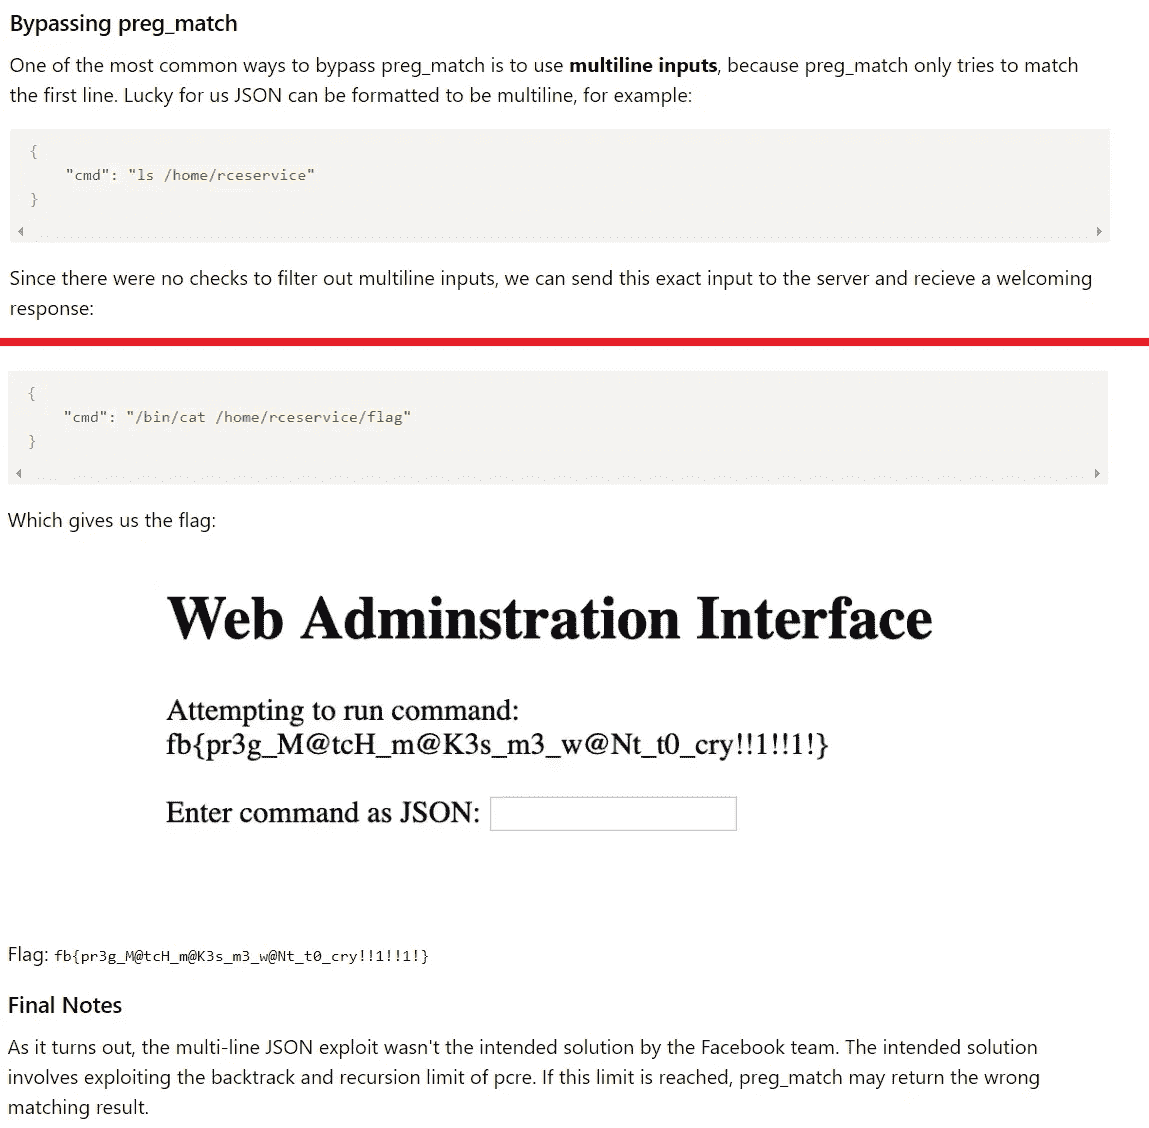 Bypassing preg_match
One of the most common ways to bypass preg_match is to use multiline inputs, because preg_match only tries to match
the first line. Lucky for us JSON can be formatted to be multiline, for example:
{
"cmd": "ls /home/rceservice"
}
Since there were no checks to filter out multiline inputs, we can send this exact input to the server and recieve a welcoming
response:
{
"cmd": "/bin/cat /home/rceservice/flag"
}
Which gives us the flag:
Web Adminstration Interface
Attempting to run command:
fb{pr3g_M@tcH_m@K3s_m3_w@Nt_t0_cry!!1!!1!}
Enter command as JSON:
Flag: fb{pr3g_M@tcH_m@K3s_m3_w@Nt_t0_cry!!1!!1!}
Final Notes
As it turns out, the multi-line JSON exploit wasn't the intended solution by the Facebook team. The intended solution
involves exploiting the backtrack and recursion limit of pcre. If this limit is reached, preg_match may return the wrong
matching result.